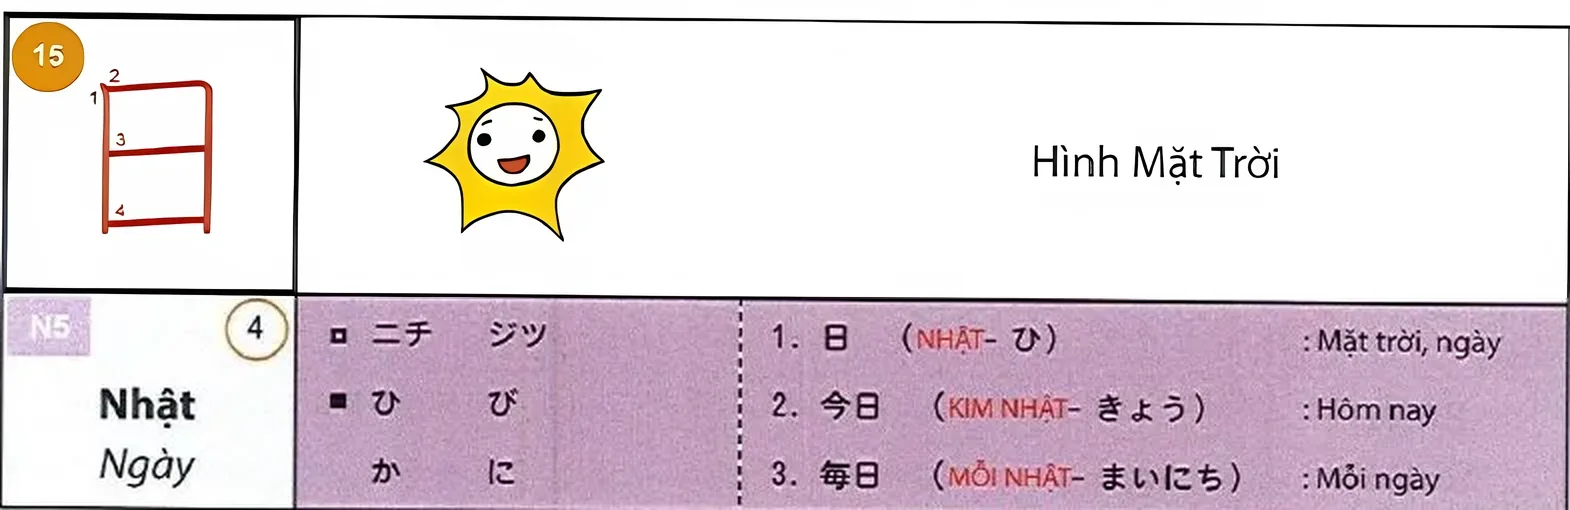 15
日
1
2
3
4
Hình Mặt Trời
N5
4
Nhật
Ngày
ニチ ジツ
ひ び
か に
1. 日 (NHẬT- ひ) : Mặt trời, ngày
2. 今日 (KIM NHẬT- きょう) : Hôm nay
3. 毎日 (MỖI NHẬT- まいにち) : Mỗi ngày